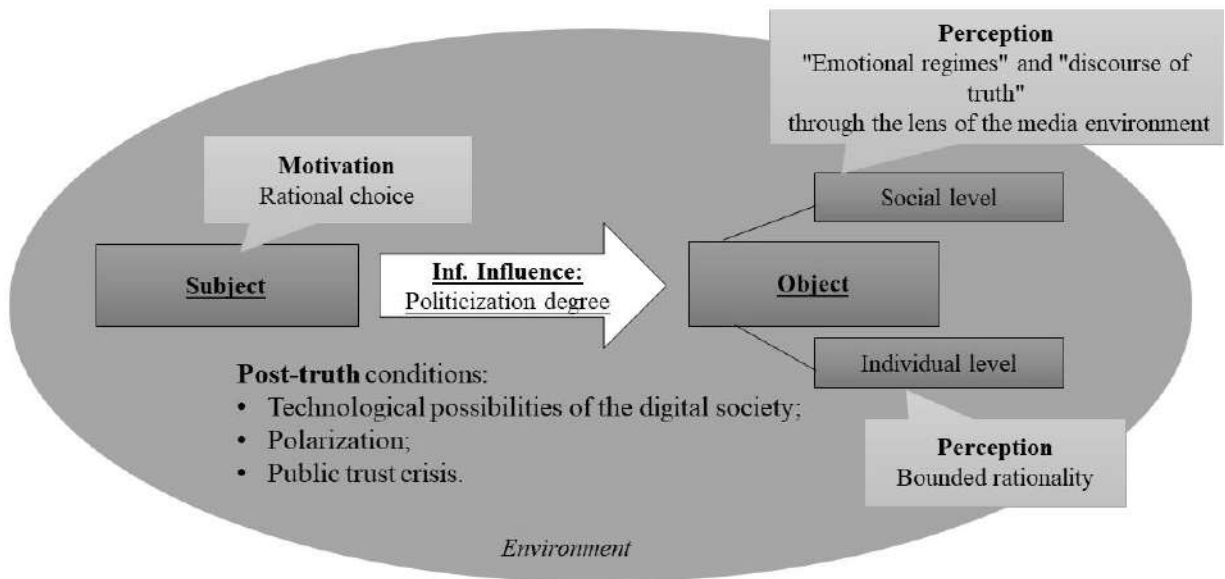 Perception
"Emotional regimes" and "discourse of
truth"
through the lens of the media environment
Motivation
Rational choice
Social level
Subject
Inf. Influence:
Politicization degree
Object
Individual level
Post-truth conditions:
• Technological possibilities of the digital society;
• Polarization;
• Public trust crisis.
Perception
Bounded rationality
Environment